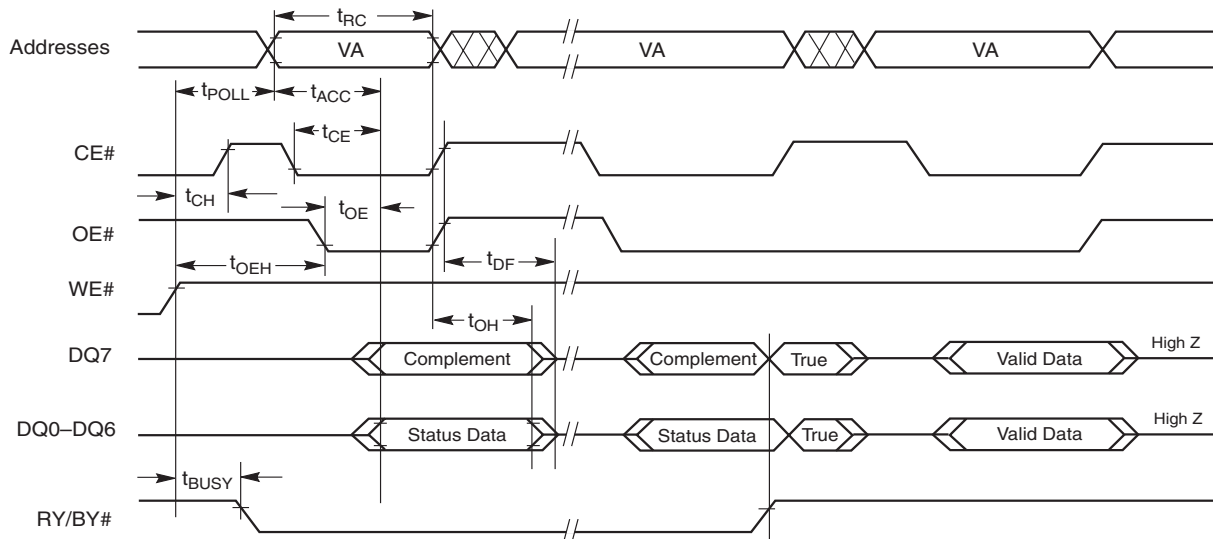 tRC
Addresses VA VA VA
tPOLL tACC
tCE
CE#
tCH
tOE
OE#
tOEH tDF
WE#
tOH
DQ7 Complement Complement True Valid Data High Z
DQ0–DQ6 Status Data Status Data True Valid Data High Z
tBUSY
RY/BY#